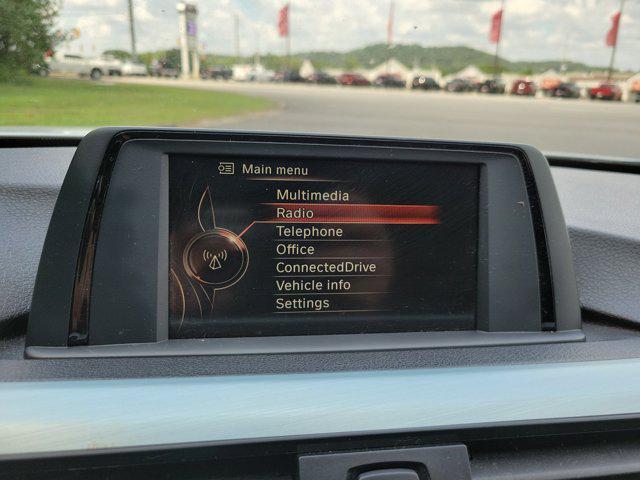 Main menu
Multimedia
Radio
Telephone
Office
ConnectedDrive
Vehicle info
Settings